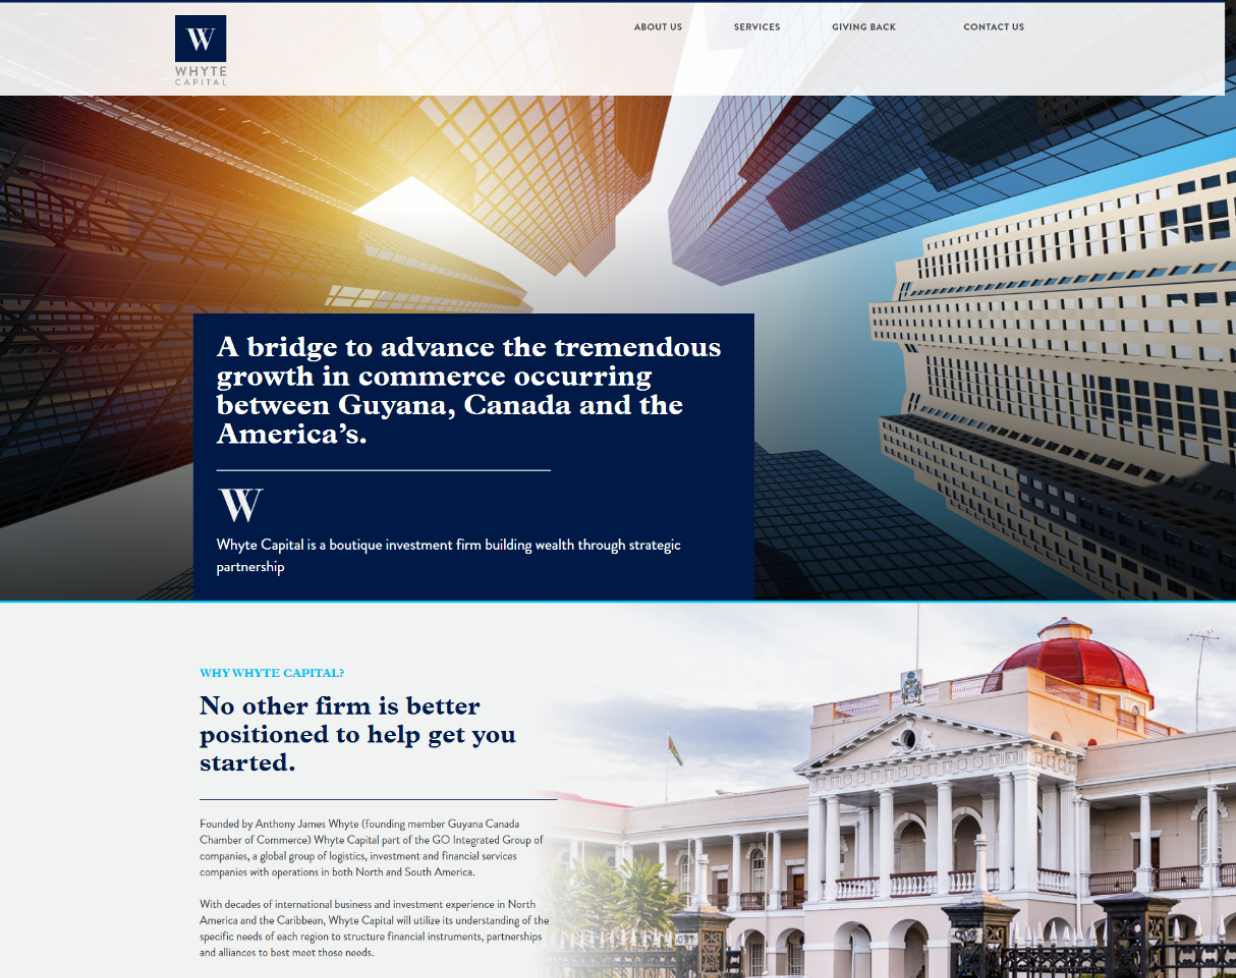 W
WHYTE
CAPITAL
ABOUT US
SERVICES
GIVING BACK
CONTACT US
A bridge to advance the tremendous
growth in commerce occurring
between Guyana, Canada and the
America's.
W
Whyte Capital is a boutique investment firm building wealth through strategic
partnership
WHY WHYTE CAPITAL?
No other firm is better
positioned to help get you
started.
Founded by Anthony James Whyte (founding member Guyana Canada
Chamber of Commerce) Whyte Capital part of the GO Integrated Group of
companies, a global group of logistics, investment and financial services
companies with operations in both North and South America.
With decades of international business and investment experience in North
America and the Caribbean, Whyte Capital will utilize its understanding of the
specific needs of each region to structure financial instruments, partnerships
and alliances to best meet those needs.